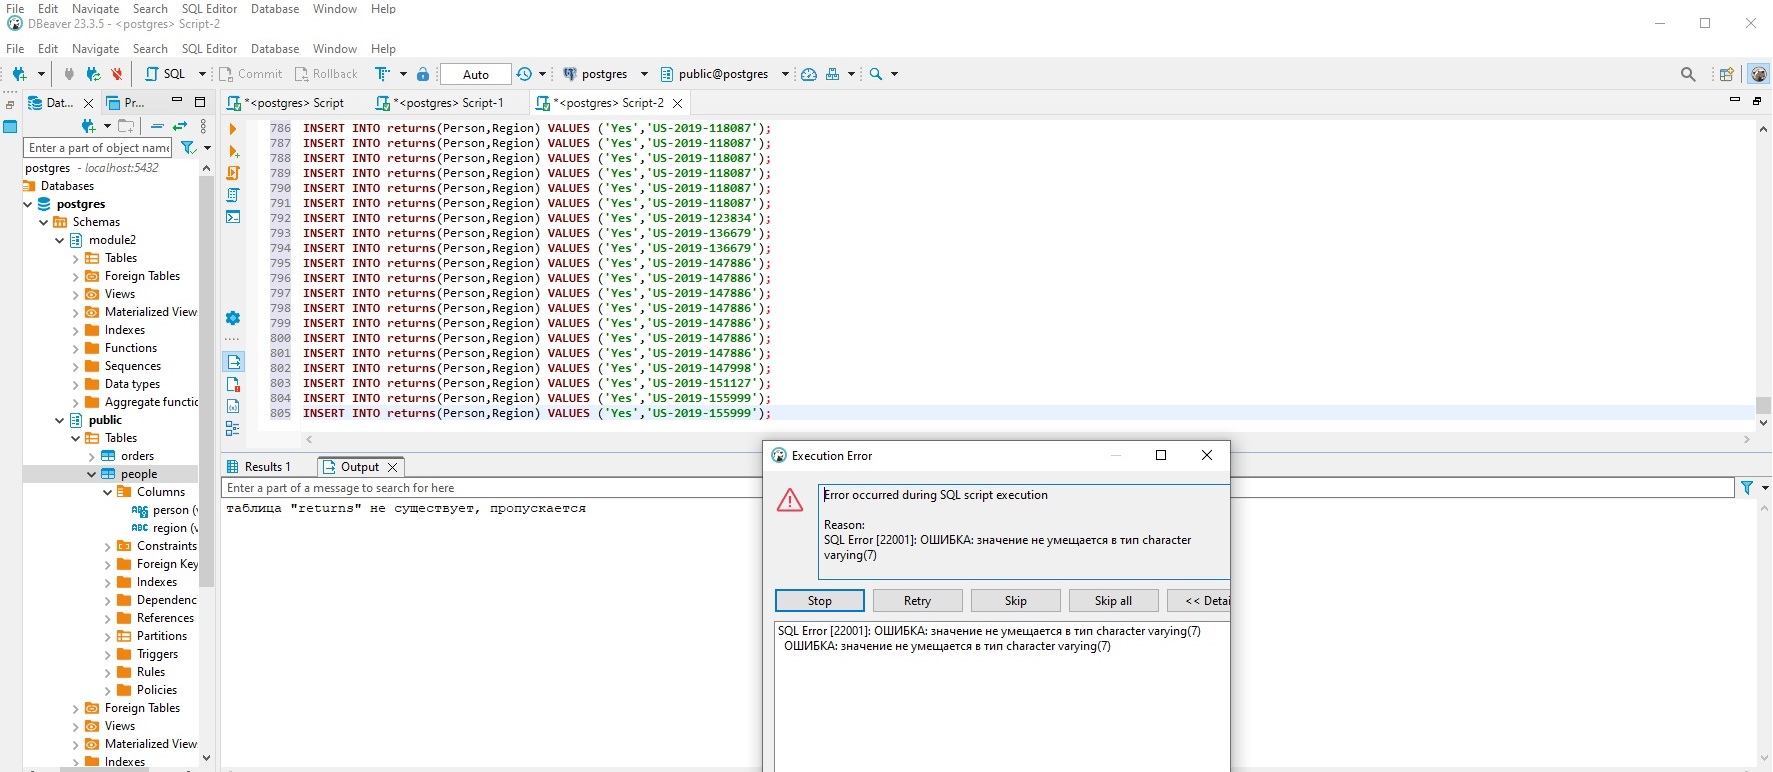 File Edit Navigate Search SQL Editor Database Window Help
DBeaver 23.3.5 - <postgres> Script-2
File Edit Navigate Search SQL Editor Database Window Help
SQL Commit Rollback T Auto postgres public@postgres
Dat... Pr... *<postgres> Script *<postgres> Script-1 *<postgres> Script-2
Enter a part of object name
postgres - localhost:5432
Databases
postgres
Schemas
module2
Tables
Foreign Tables
Views
Materialized View
Indexes
Functions
Sequences
Data types
Aggregate functic
public
Tables
orders
people
Columns
ABC person (v
ABC region (v
Constraints
Foreign Key
Indexes
Dependenc
References
Partitions
Triggers
Rules
Policies
Foreign Tables
Views
Materialized View
Indexes
786 INSERT INTO returns(Person,Region) VALUES ('Yes','US-2019-118087');
787 INSERT INTO returns(Person,Region) VALUES ('Yes','US-2019-118087');
788 INSERT INTO returns(Person,Region) VALUES ('Yes','US-2019-118087');
789 INSERT INTO returns(Person,Region) VALUES ('Yes','US-2019-118087');
790 INSERT INTO returns(Person,Region) VALUES ('Yes','US-2019-118087');
791 INSERT INTO returns(Person,Region) VALUES ('Yes','US-2019-118087');
792 INSERT INTO returns(Person,Region) VALUES ('Yes','US-2019-123834');
793 INSERT INTO returns(Person,Region) VALUES ('Yes','US-2019-136679');
794 INSERT INTO returns(Person,Region) VALUES ('Yes','US-2019-136679');
795 INSERT INTO returns(Person,Region) VALUES ('Yes','US-2019-147886');
796 INSERT INTO returns(Person,Region) VALUES ('Yes','US-2019-147886');
797 INSERT INTO returns(Person,Region) VALUES ('Yes','US-2019-147886');
798 INSERT INTO returns(Person,Region) VALUES ('Yes','US-2019-147886');
799 INSERT INTO returns(Person,Region) VALUES ('Yes','US-2019-147886');
800 INSERT INTO returns(Person,Region) VALUES ('Yes','US-2019-147886');
801 INSERT INTO returns(Person,Region) VALUES ('Yes','US-2019-147886');
802 INSERT INTO returns(Person,Region) VALUES ('Yes','US-2019-147998');
803 INSERT INTO returns(Person,Region) VALUES ('Yes','US-2019-151127');
804 INSERT INTO returns(Person,Region) VALUES ('Yes','US-2019-155999');
805 INSERT INTO returns(Person,Region) VALUES ('Yes','US-2019-155999');
Results 1 Output
Enter a part of a message to search for here
таблица "returns" не существует, пропускается
Execution Error
Error occurred during SQL script execution
Reason:
SQL Error [22001]: ОШИБКА: значение не умещается в тип character
varying(7)
Stop Retry Skip Skip all << Detai
SQL Error [22001]: ОШИБКА: значение не умещается в тип character varying(7)
ОШИБКА: значение не умещается в тип character varying(7)